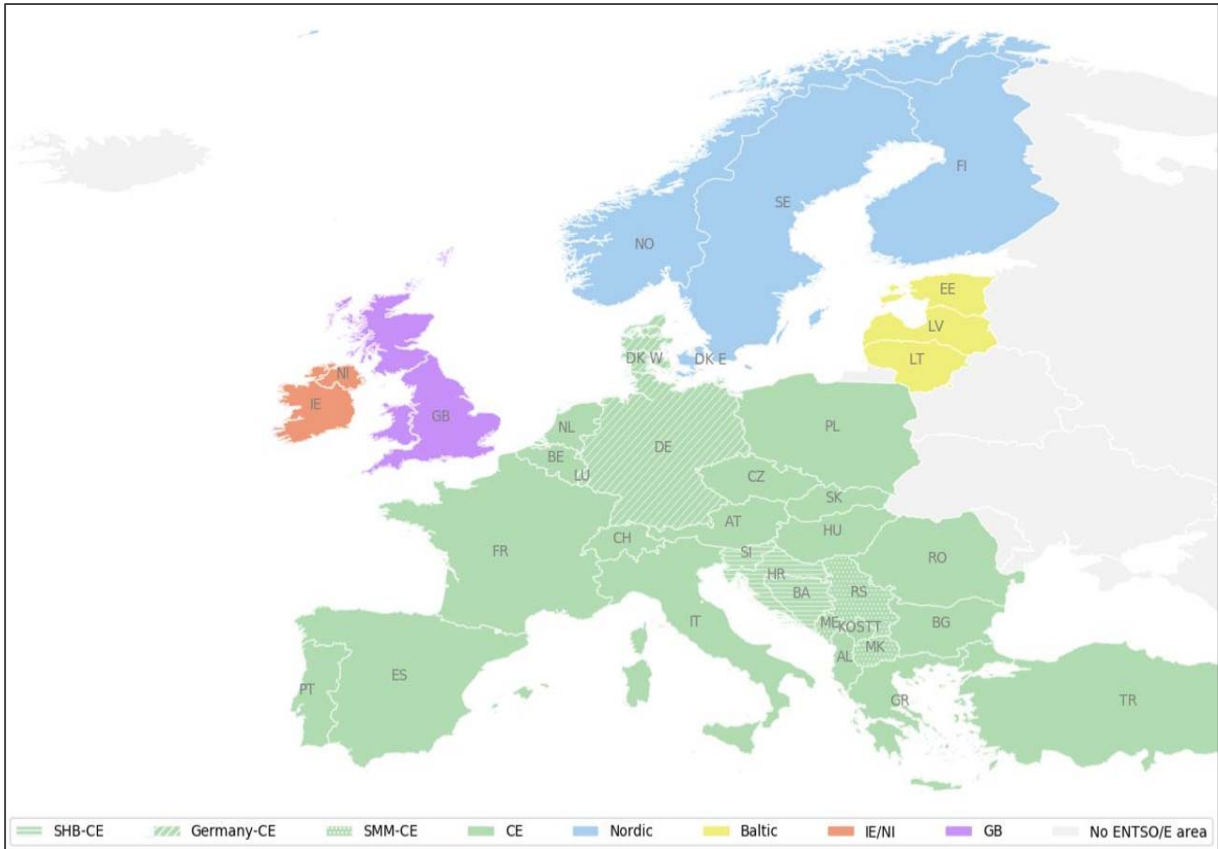 FI
SE
NO
EE
LV
LT
DK W
DK E
NI
IE
GB
NL
BE
LU
DE
PL
CZ
SK
AT
HU
CH
FR
SI
HR
BA
RS
RO
IT
ME
KOSTT
BG
MK
AL
PT
ES
GR
TR
SHB-CE Germany-CE SMM-CE CE Nordic Baltic IE/NI GB No ENTSO/E area